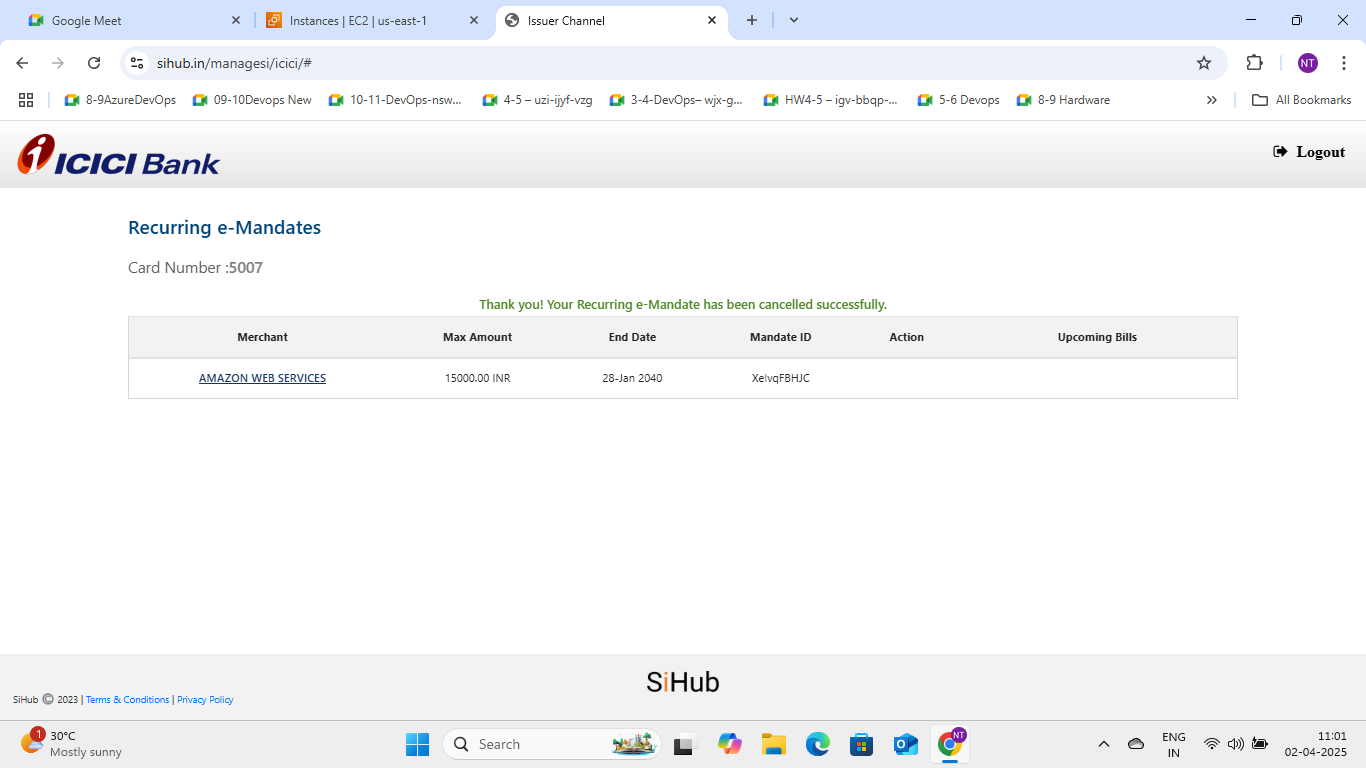 Google Meet
Instances | EC2 | us-east-1
Issuer Channel
sihub.in/managesi/icici/#
NT
8-9AzureDevOps
09-10Devops New
10-11-DevOps-nsw...
4-5 – uzi-ijyf-vzg
3-4-DevOps– wjx-g...
HW4-5 – igv-bbqp-...
5-6 Devops
8-9 Hardware
All Bookmarks
ICICI Bank
Logout
Recurring e-Mandates
Card Number :5007
Thank you! Your Recurring e-Mandate has been cancelled successfully.
Merchant Max Amount End Date Mandate ID Action Upcoming Bills
AMAZON WEB SERVICES 15000.00 INR 28-Jan 2040 XeIvqFBHJC
SiHub
SiHub © 2023 | Terms & Conditions | Privacy Policy
1
30°C
Mostly sunny
Search
NT
ENG
IN
11:01
02-04-2025